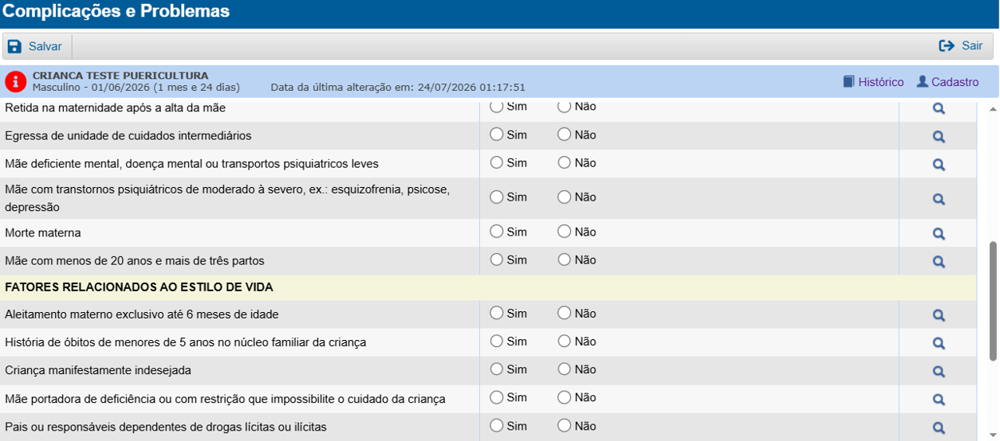 Complicações e Problemas
Salvar
Sair
CRIANCA TESTE PUERICULTURA
Masculino - 01/06/2026 (1 mes e 24 dias) Data da última alteração em: 24/07/2026 01:17:51
Histórico Cadastro
Retida na maternidade após a alta da mãe Sim Não
Egressa de unidade de cuidados intermediários Sim Não
Mãe deficiente mental, doença mental ou transportos psiquiatricos leves Sim Não
Mãe com transtornos psiquiátricos de moderado à severo, ex.: esquizofrenia, psicose,
depressão Sim Não
Morte materna Sim Não
Mãe com menos de 20 anos e mais de três partos Sim Não
FATORES RELACIONADOS AO ESTILO DE VIDA
Aleitamento materno exclusivo até 6 meses de idade Sim Não
História de óbitos de menores de 5 anos no núcleo familiar da criança Sim Não
Criança manifestamente indesejada Sim Não
Mãe portadora de deficiência ou com restrição que impossibilite o cuidado da criança Sim Não
Pais ou responsáveis dependentes de drogas lícitas ou ilícitas Sim Não